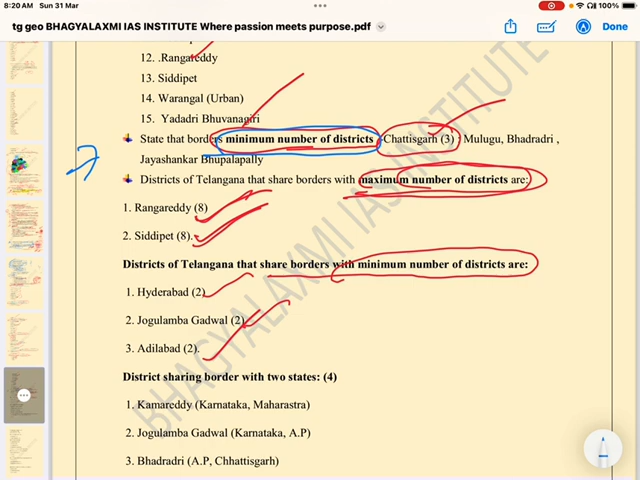 8:20 AM Sun 31 Mar
100%
tg geo BHAGYALAXMI IAS INSTITUTE Where passion meets purpose.pdf
Done
12. .Rangareddy
13. Siddipet
14. Warangal (Urban)
15. Yadadri Bhuvanagiri
State that borders minimum number of districts -Chattisgarh (3) : Mulugu, Bhadradri ,
Jayashankar Bhupalapally
Districts of Telangana that share borders with maximum number of districts are:
1. Rangareddy (8)
2. Siddipet (8).
Districts of Telangana that share borders with minimum number of districts are:
1. Hyderabad (2)
2. Jogulamba Gadwal (2)
3. Adilabad (2).
District sharing border with two states: (4)
1. Kamareddy (Karnataka, Maharastra)
2. Jogulamba Gadwal (Karnataka, A.P)
3. Bhadradri (A.P, Chhattisgarh)
BHAGYALAXMI IAS INSTITUTE